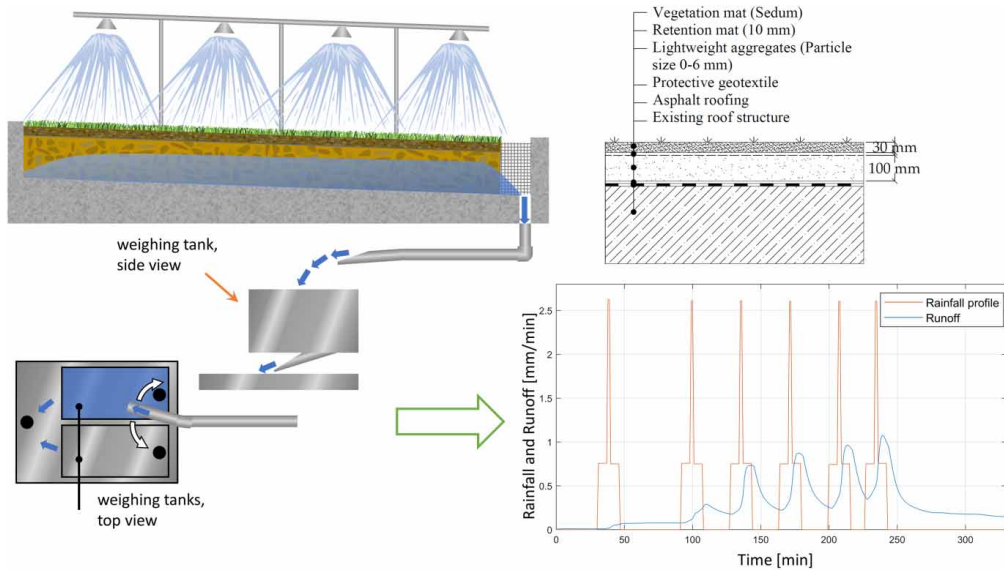 Vegetation mat (Sedum)
Retention mat (10 mm)
Lightweight aggregates (Particle
size 0-6 mm)
Protective geotextile
Asphalt roofing
Existing roof structure
30 mm
100 mm
weighing tank,
side view
weighing tanks,
top view
Rainfall profile
Runoff
Rainfall and Runoff [mm/min]
2.5
2
1.5
1
0.5
0
0 50 100 150 200 250 300
Time [min]